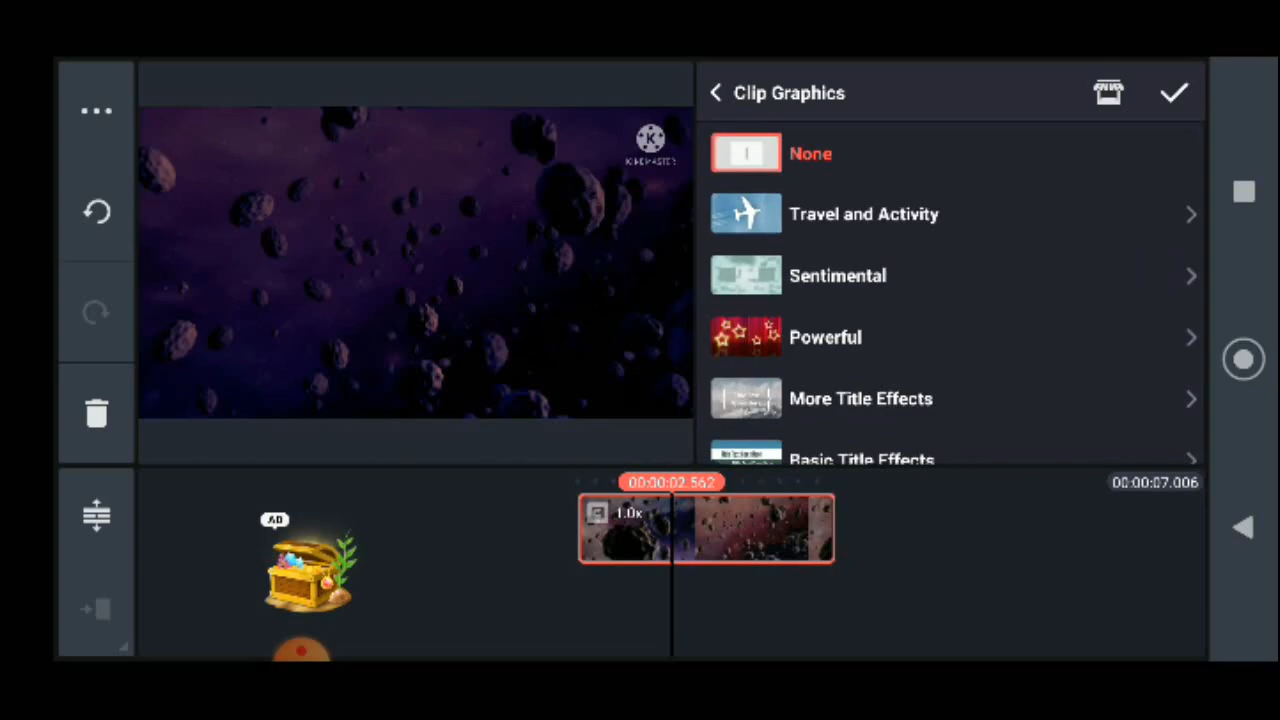 Clip Graphics
KINEMASTER
None
Travel and Activity
Sentimental
Powerful
More Title Effects
Basic Title Effects
00:00:02.562
00:00:07.006
1.0x
AD